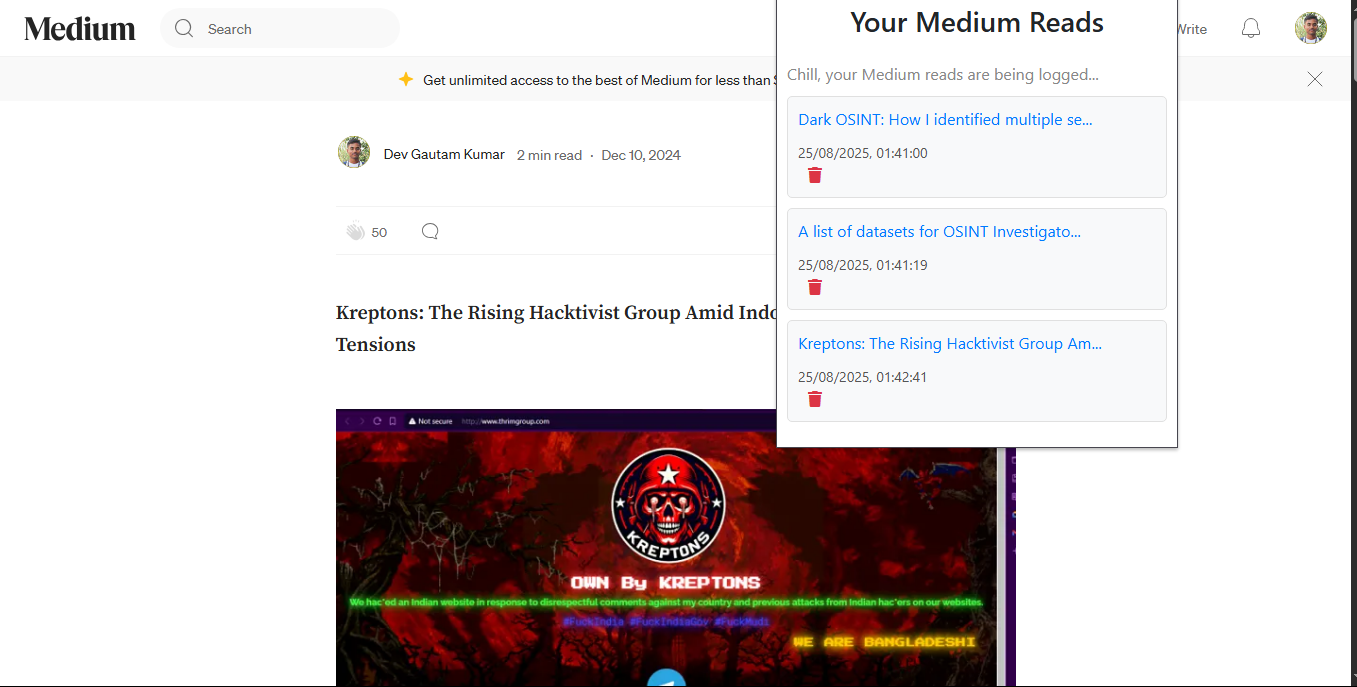 Medium
Search
Write
Get unlimited access to the best of Medium for less than
Dev Gautam Kumar 2 min read · Dec 10, 2024
50
Kreptons: The Rising Hacktivist Group Amid Indo
Tensions
Not secure http://www.thrimgroup.com
KREPTONS
OWN By KREPTONS
We hac*ed an Indian website in response to disrespectful comments against my country and previous attacks from Indian hac*ers on our websites.
#FuckIndia #FuckIndiaGov #FuckMudi
WE ARE BANGLADESHI
Your Medium Reads
Chill, your Medium reads are being logged...
Dark OSINT: How I identified multiple se...
25/08/2025, 01:41:00
A list of datasets for OSINT Investigato...
25/08/2025, 01:41:19
Kreptons: The Rising Hacktivist Group Am...
25/08/2025, 01:42:41